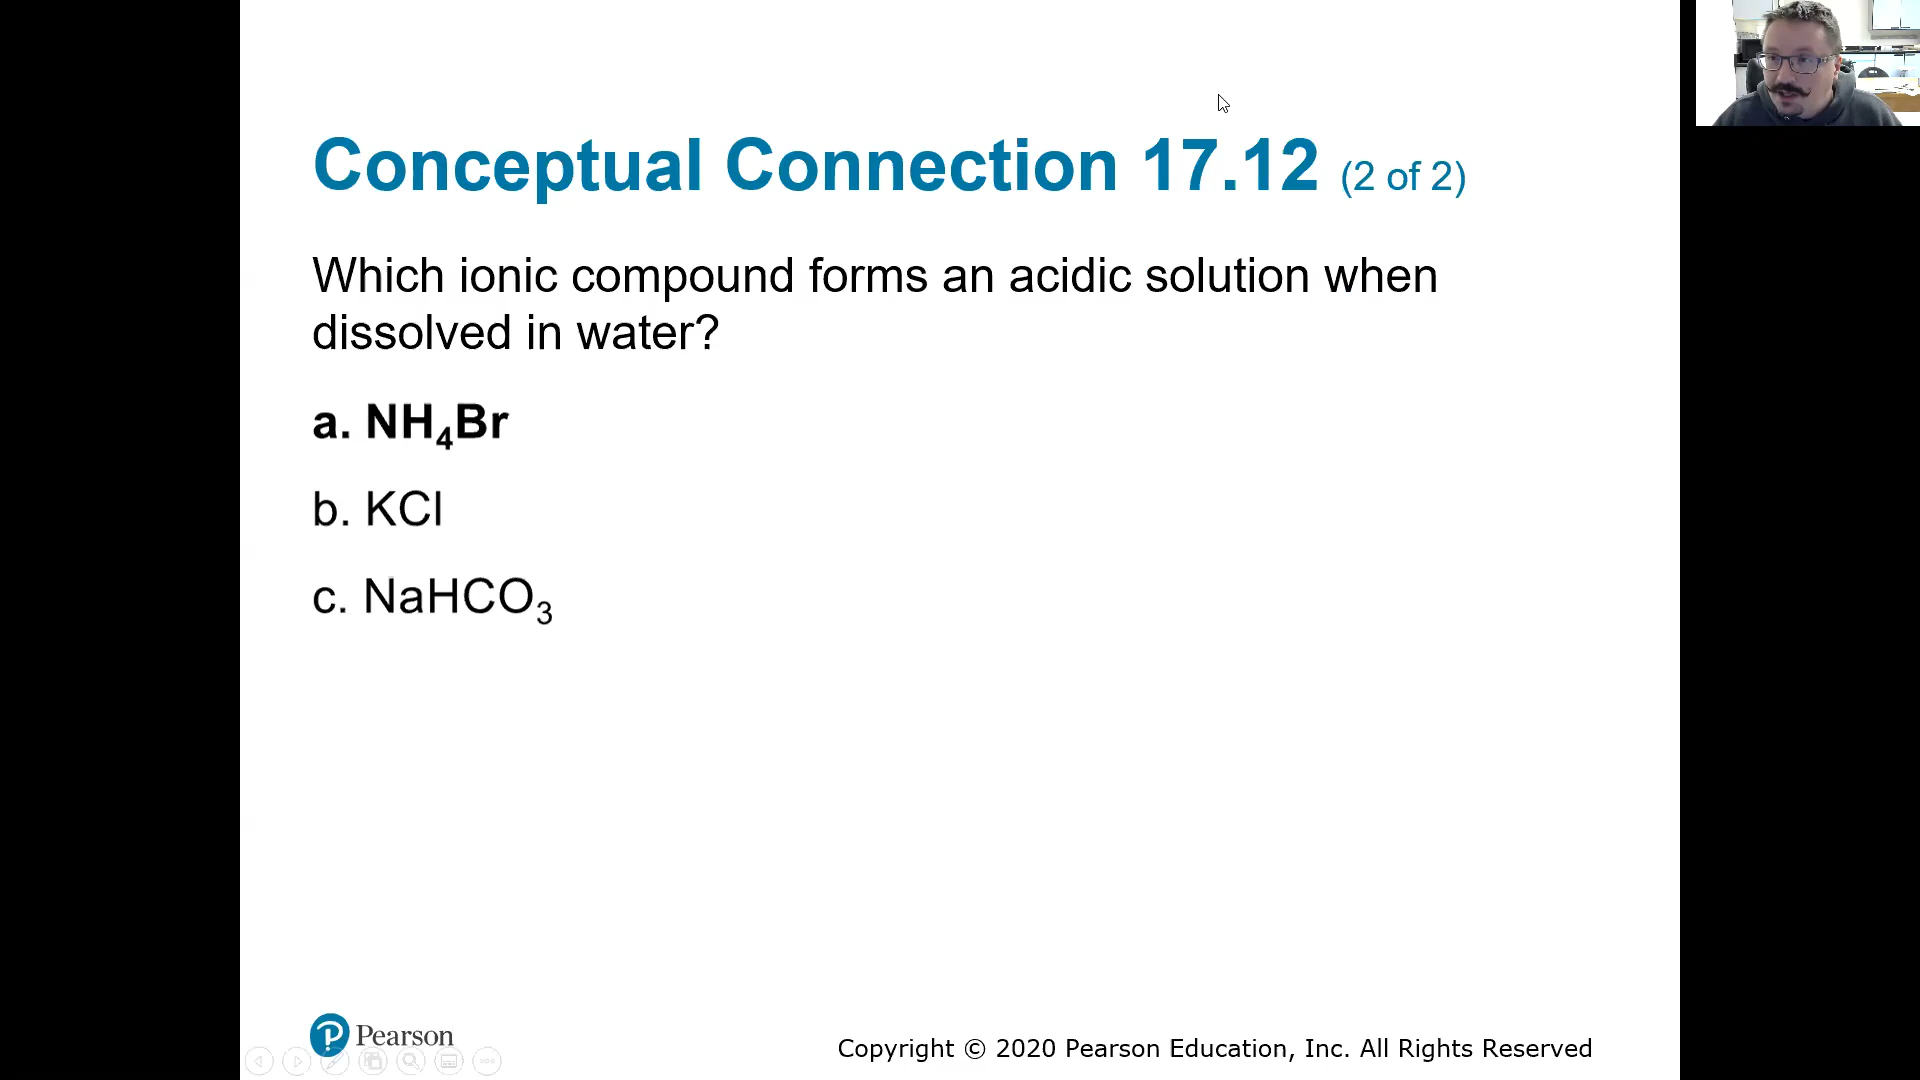 Conceptual Connection 17.12 (2 of 2)
Which ionic compound forms an acidic solution when
dissolved in water?
a. NH₄Br
b. KCl
c. NaHCO₃
Pearson
Copyright © 2020 Pearson Education, Inc. All Rights Reserved